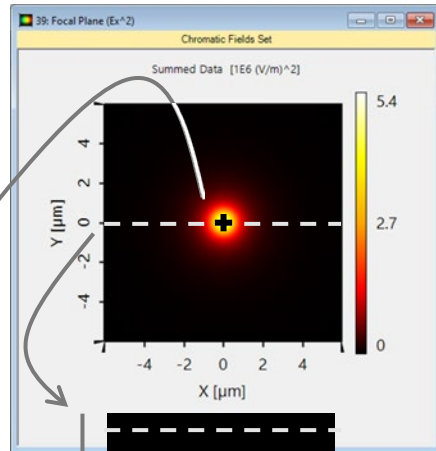 39: Focal Plane (Ex^2)
Chromatic Fields Set
Summed Data [1E6 (V/m)^2]
Y [µm]
4
2
0
-2
-4
-4 -2 0 2 4
X [µm]
5.4
2.7
0